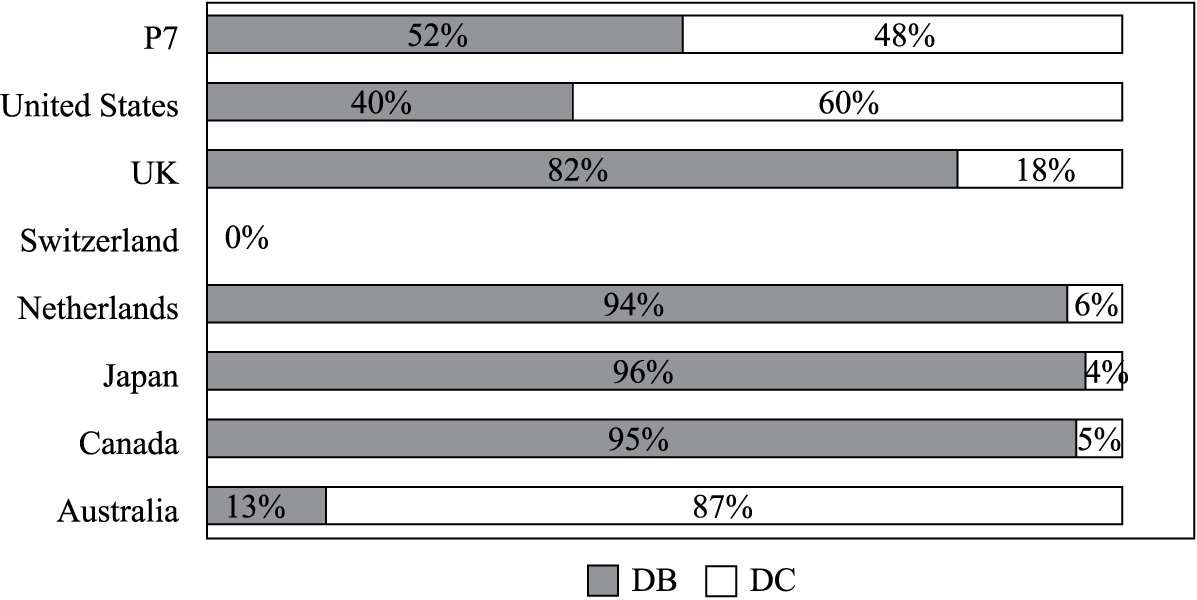 P7 52% 48%
United States 40% 60%
UK 82% 18%
Switzerland 0%
Netherlands 94% 6%
Japan 96% 4%
Canada 95% 5%
Australia 13% 87%
DB DC